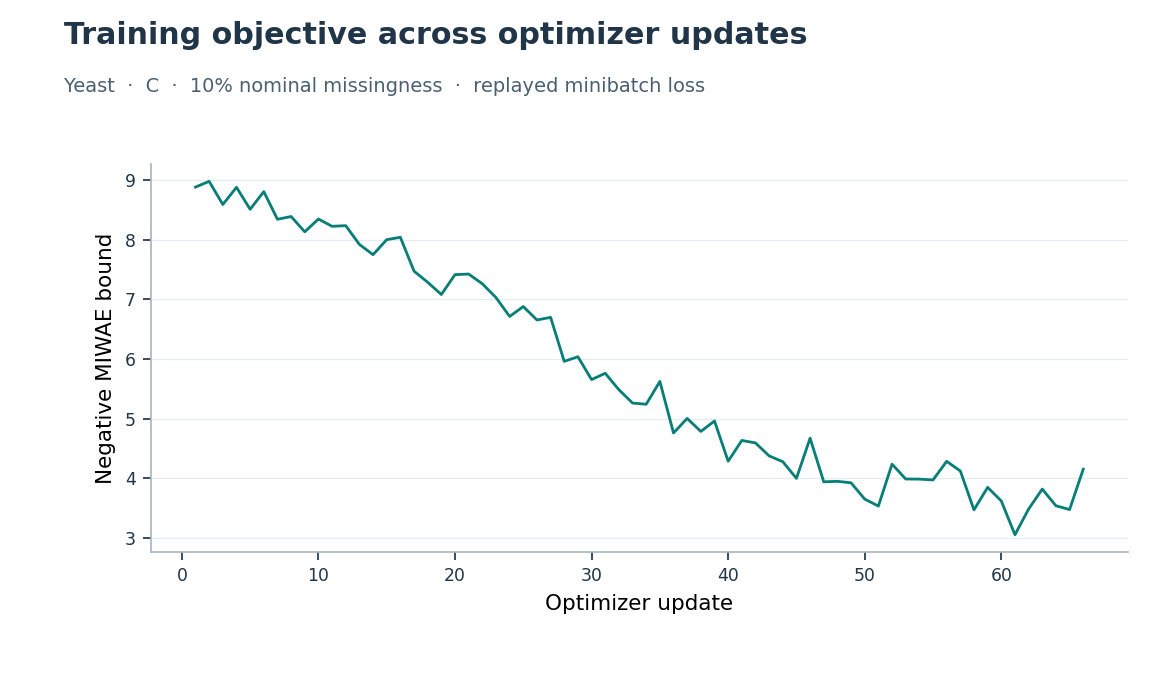 Training objective across optimizer updates
Yeast · C · 10% nominal missingness · replayed minibatch loss
Negative MIWAE bound
9
8
7
6
5
4
3
0 10 20 30 40 50 60
Optimizer update